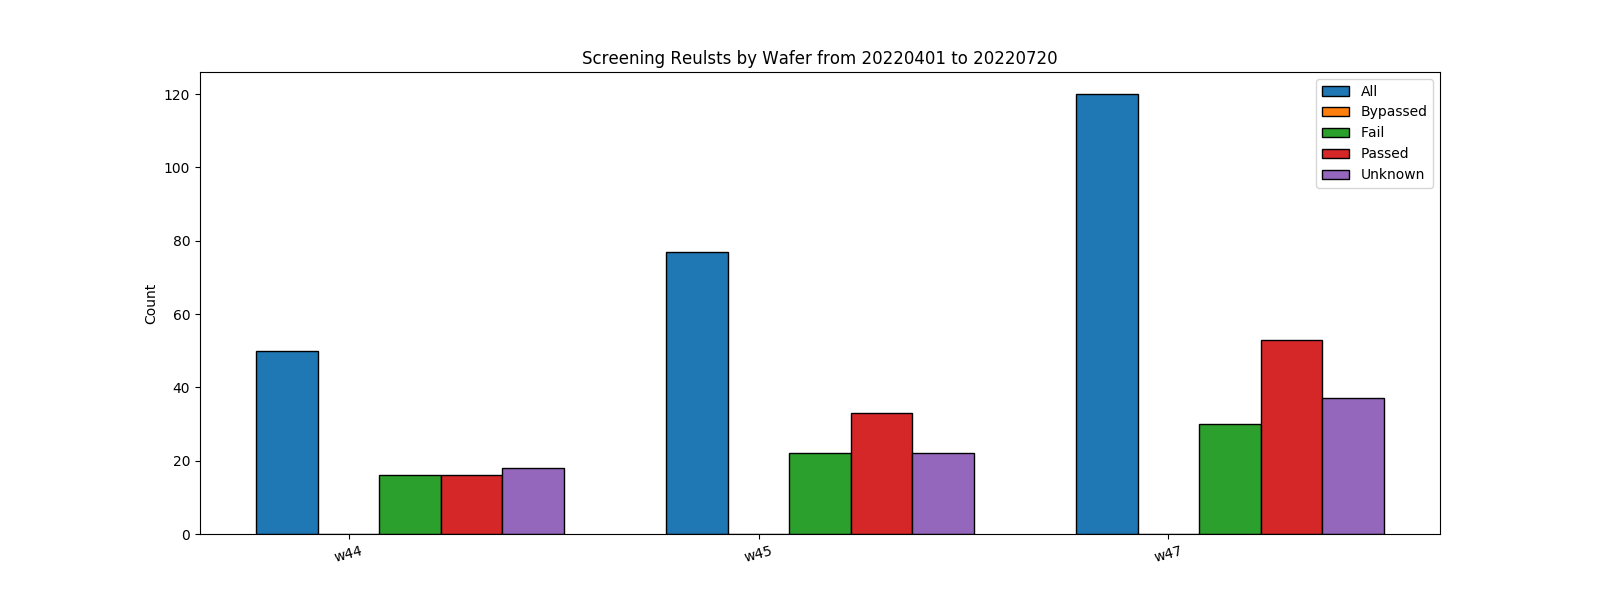 Screening Reulsts by Wafer from 20220401 to 20220720
All
Bypassed
Fail
Passed
Unknown
120
100
80
60
40
20
0
Count
w44
w45
w47